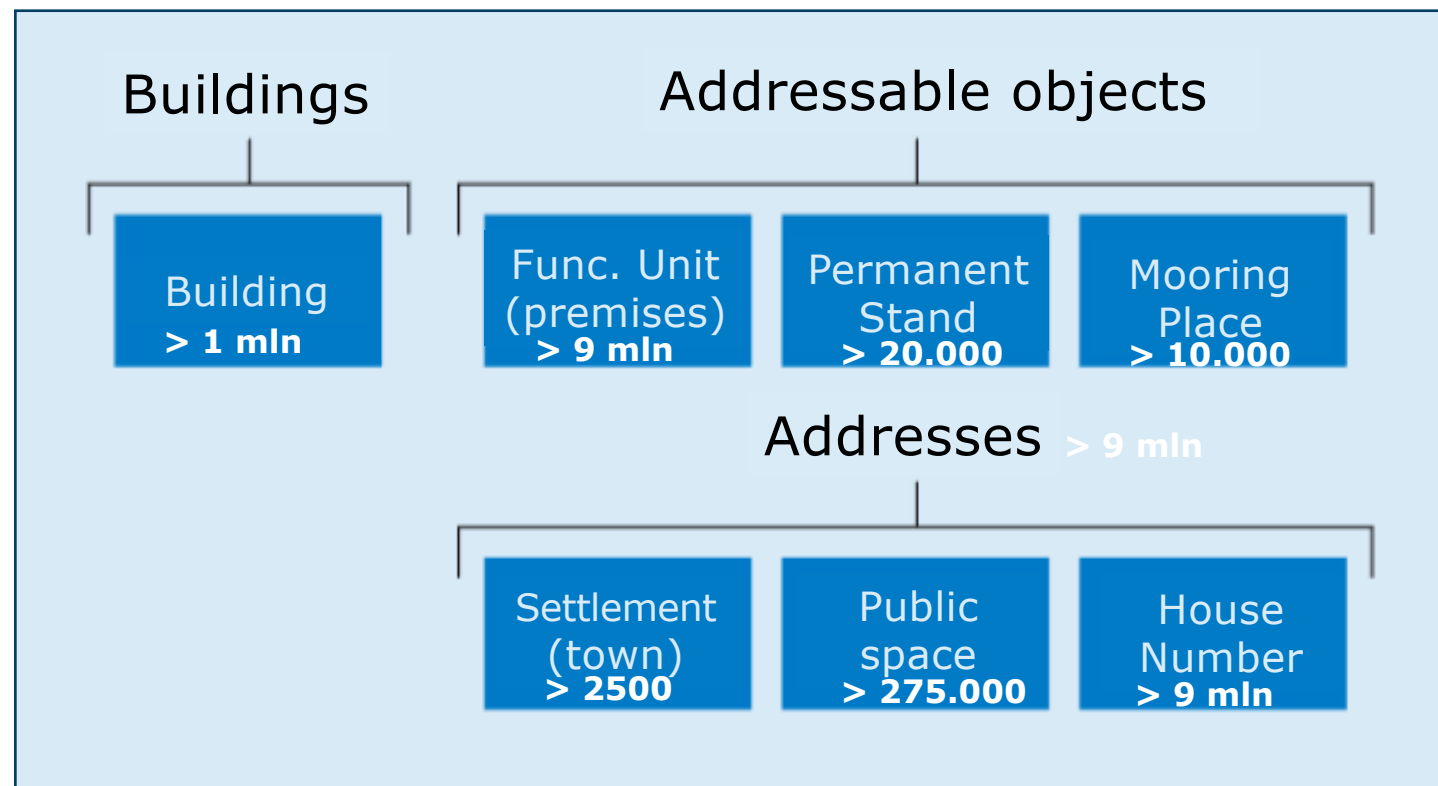 Buildings
Addressable objects
Building
> 1 mln
Func. Unit
(premises)
> 9 mln
Permanent
Stand
> 20.000
Mooring
Place
> 10.000
Addresses > 9 mln
Settlement
(town)
> 2500
Public
space
> 275.000
House
Number
> 9 mln